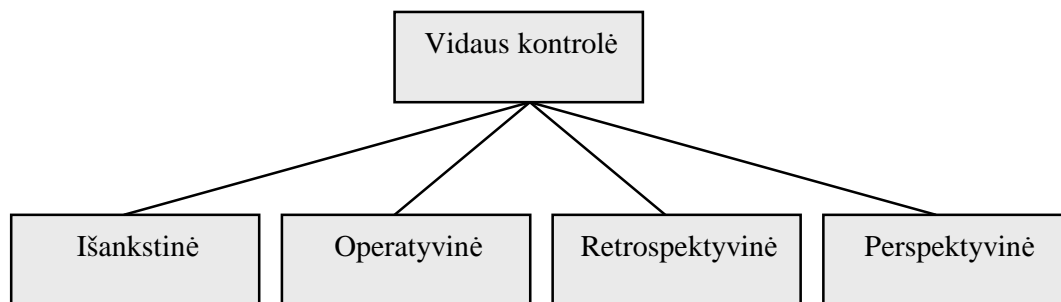 Vidaus kontrolė
Išankstinė
Operatyvinė
Retrospektyvinė
Perspektyvinė